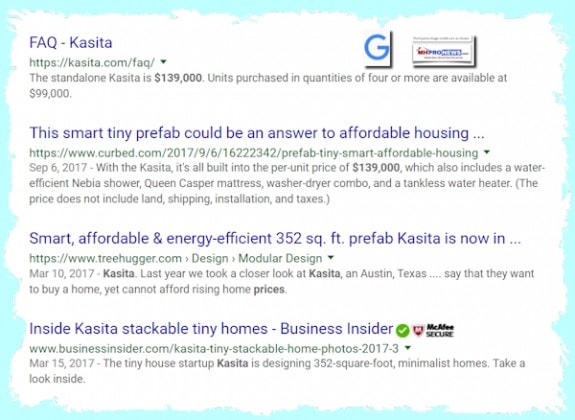 FAQ - Kasita
https://kasita.com/faq/
The standalone Kasita is $139,000. Units purchased in quantities of four or more are available at
$99,000.
G
MHPRONEWS.com
This smart tiny prefab could be an answer to affordable housing ...
https://www.curbed.com/2017/9/6/16222342/prefab-tiny-smart-affordable-housing
Sep 6, 2017 - With the Kasita, it's all built into the per-unit price of $139,000, which also includes a water-
efficient Nebia shower, Queen Casper mattress, washer-dryer combo, and a tankless water heater. (The
price does not include land, shipping, installation, and taxes.)
Smart, affordable & energy-efficient 352 sq. ft. prefab Kasita is now in ...
https://www.treehugger.com › Design › Modular Design
Mar 10, 2017 - Kasita. Last year we took a closer look at Kasita, an Austin, Texas .... say that they want
to buy a home, yet cannot afford rising home prices.
Inside Kasita stackable tiny homes - Business Insider McAfee
SECURE
www.businessinsider.com/kasita-tiny-stackable-home-photos-2017-3
Mar 15, 2017 - The tiny house startup Kasita is designing 352-square-foot, minimalist homes. Take a
look inside.